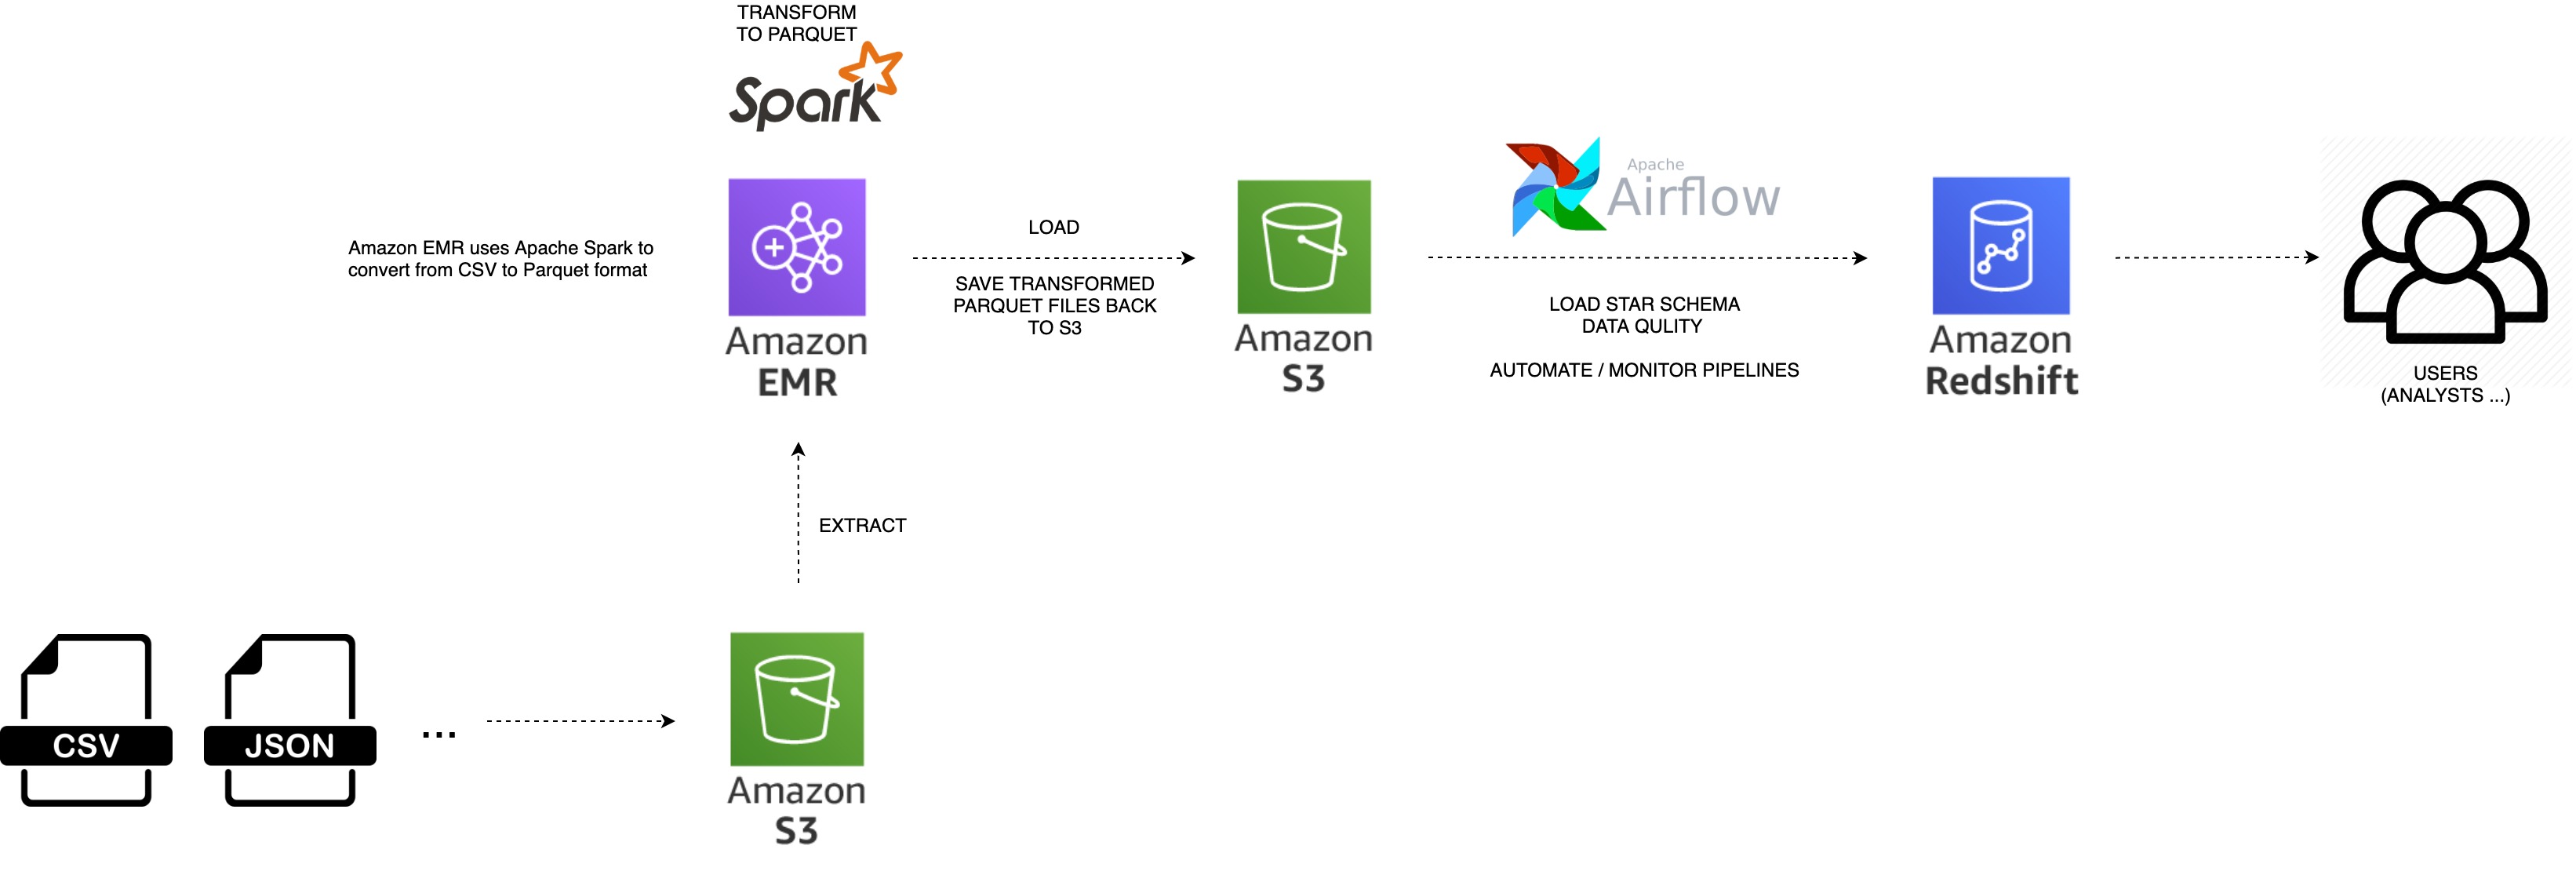 TRANSFORM
TO PARQUET
Spark
Amazon EMR uses Apache Spark to
convert from CSV to Parquet format
Amazon
EMR
LOAD
SAVE TRANSFORMED
PARQUET FILES BACK
TO S3
Amazon
S3
Apache
Airflow
LOAD STAR SCHEMA
DATA QULITY
AUTOMATE / MONITOR PIPELINES
Amazon
Redshift
USERS
(ANALYSTS ...)
EXTRACT
CSV
JSON
...
Amazon
S3